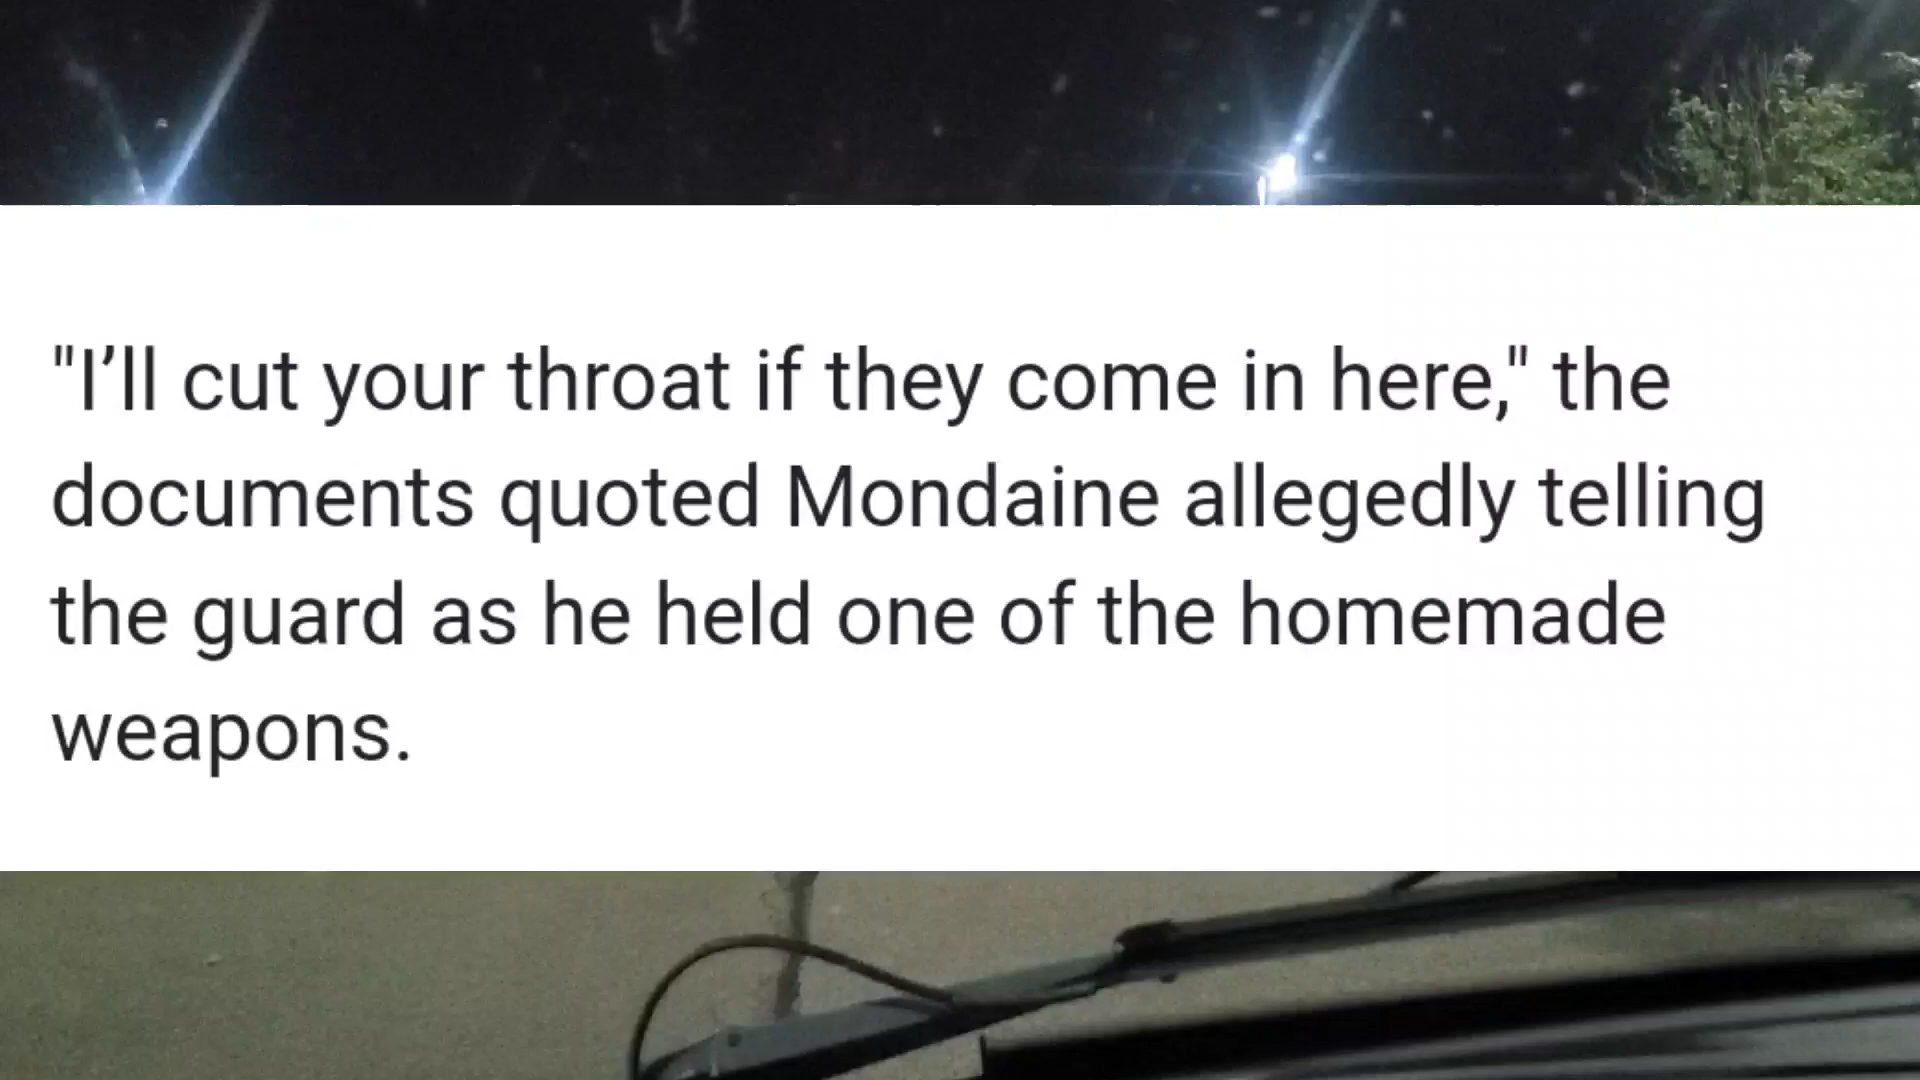 "I’ll cut your throat if they come in here," the
documents quoted Mondaine allegedly telling
the guard as he held one of the homemade
weapons.